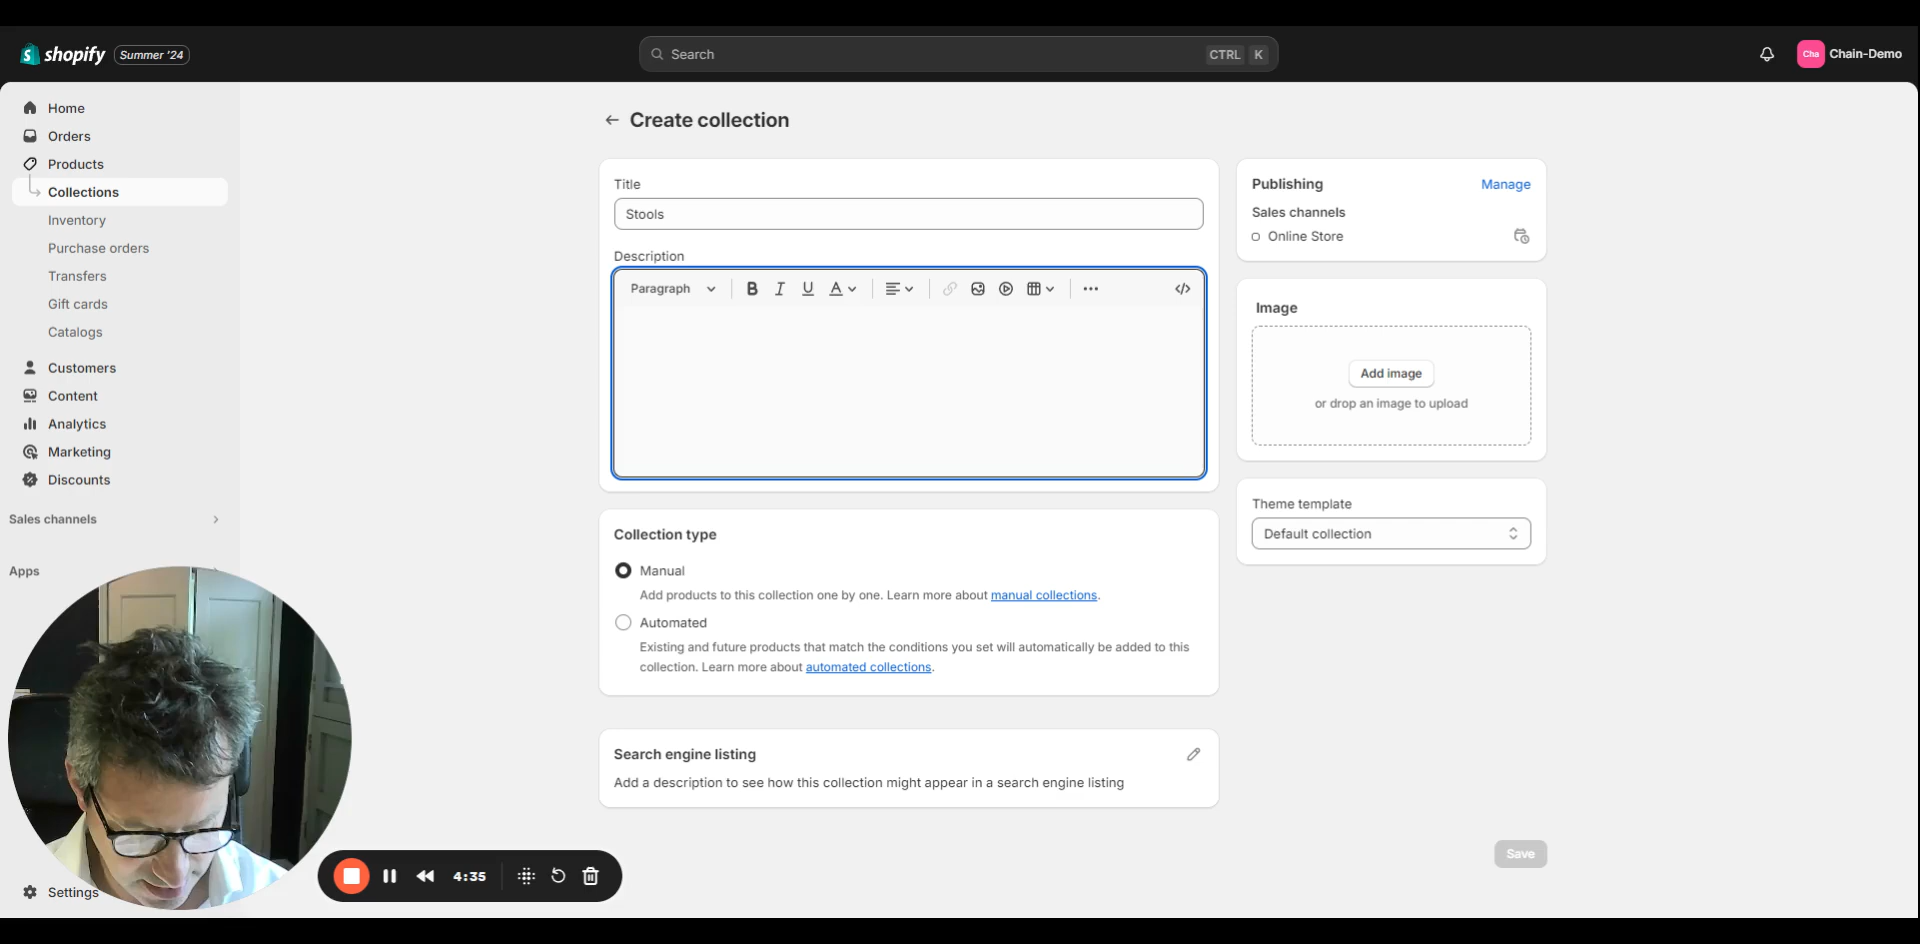 shopify Summer '24
Search CTRL K
Cha Chain-Demo
Home
Orders
Products
Collections
Inventory
Purchase orders
Transfers
Gift cards
Catalogs
Customers
Content
Analytics
Marketing
Discounts
Sales channels
Apps
Settings
Create collection
Title
Stools
Description
Paragraph B I U A
Collection type
Manual
Add products to this collection one by one. Learn more about manual collections.
Automated
Existing and future products that match the conditions you set will automatically be added to this
collection. Learn more about automated collections.
Search engine listing
Add a description to see how this collection might appear in a search engine listing
Publishing Manage
Sales channels
Online Store
Image
Add image
or drop an image to upload
Theme template
Default collection
Save
4:35